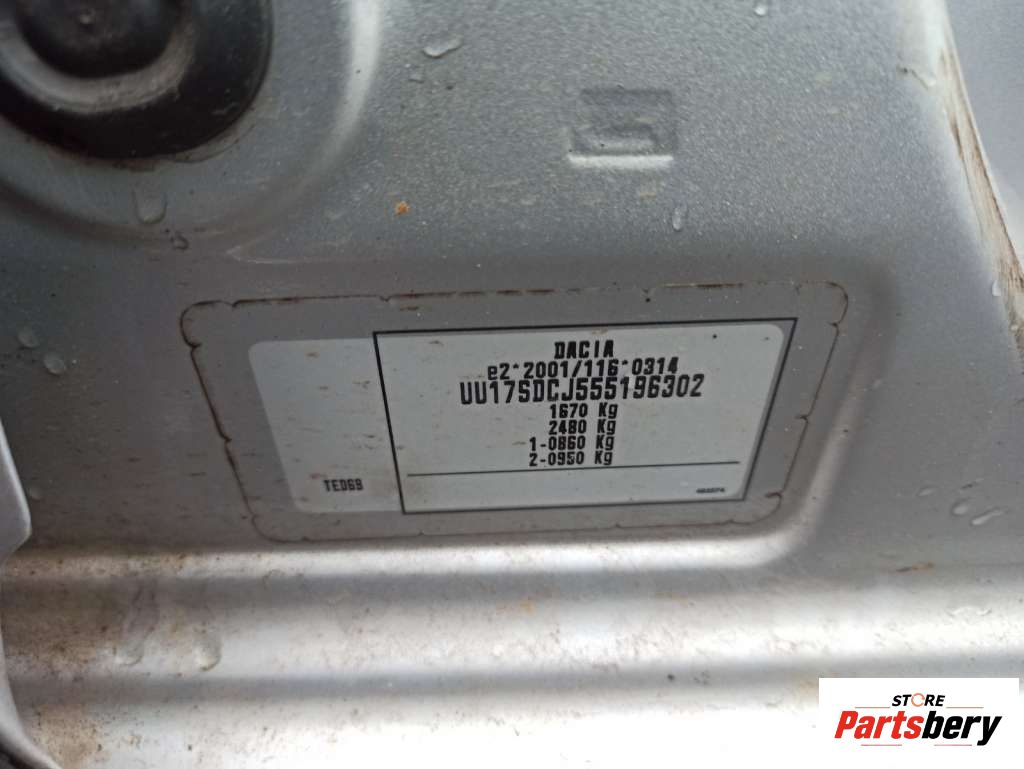 DACIA
e2*2001/116*0314
UU17SDCJ555196302
1670 Kg
2480 Kg
1-0860 Kg
2-0950 Kg
TED69
STORE
Partsbery